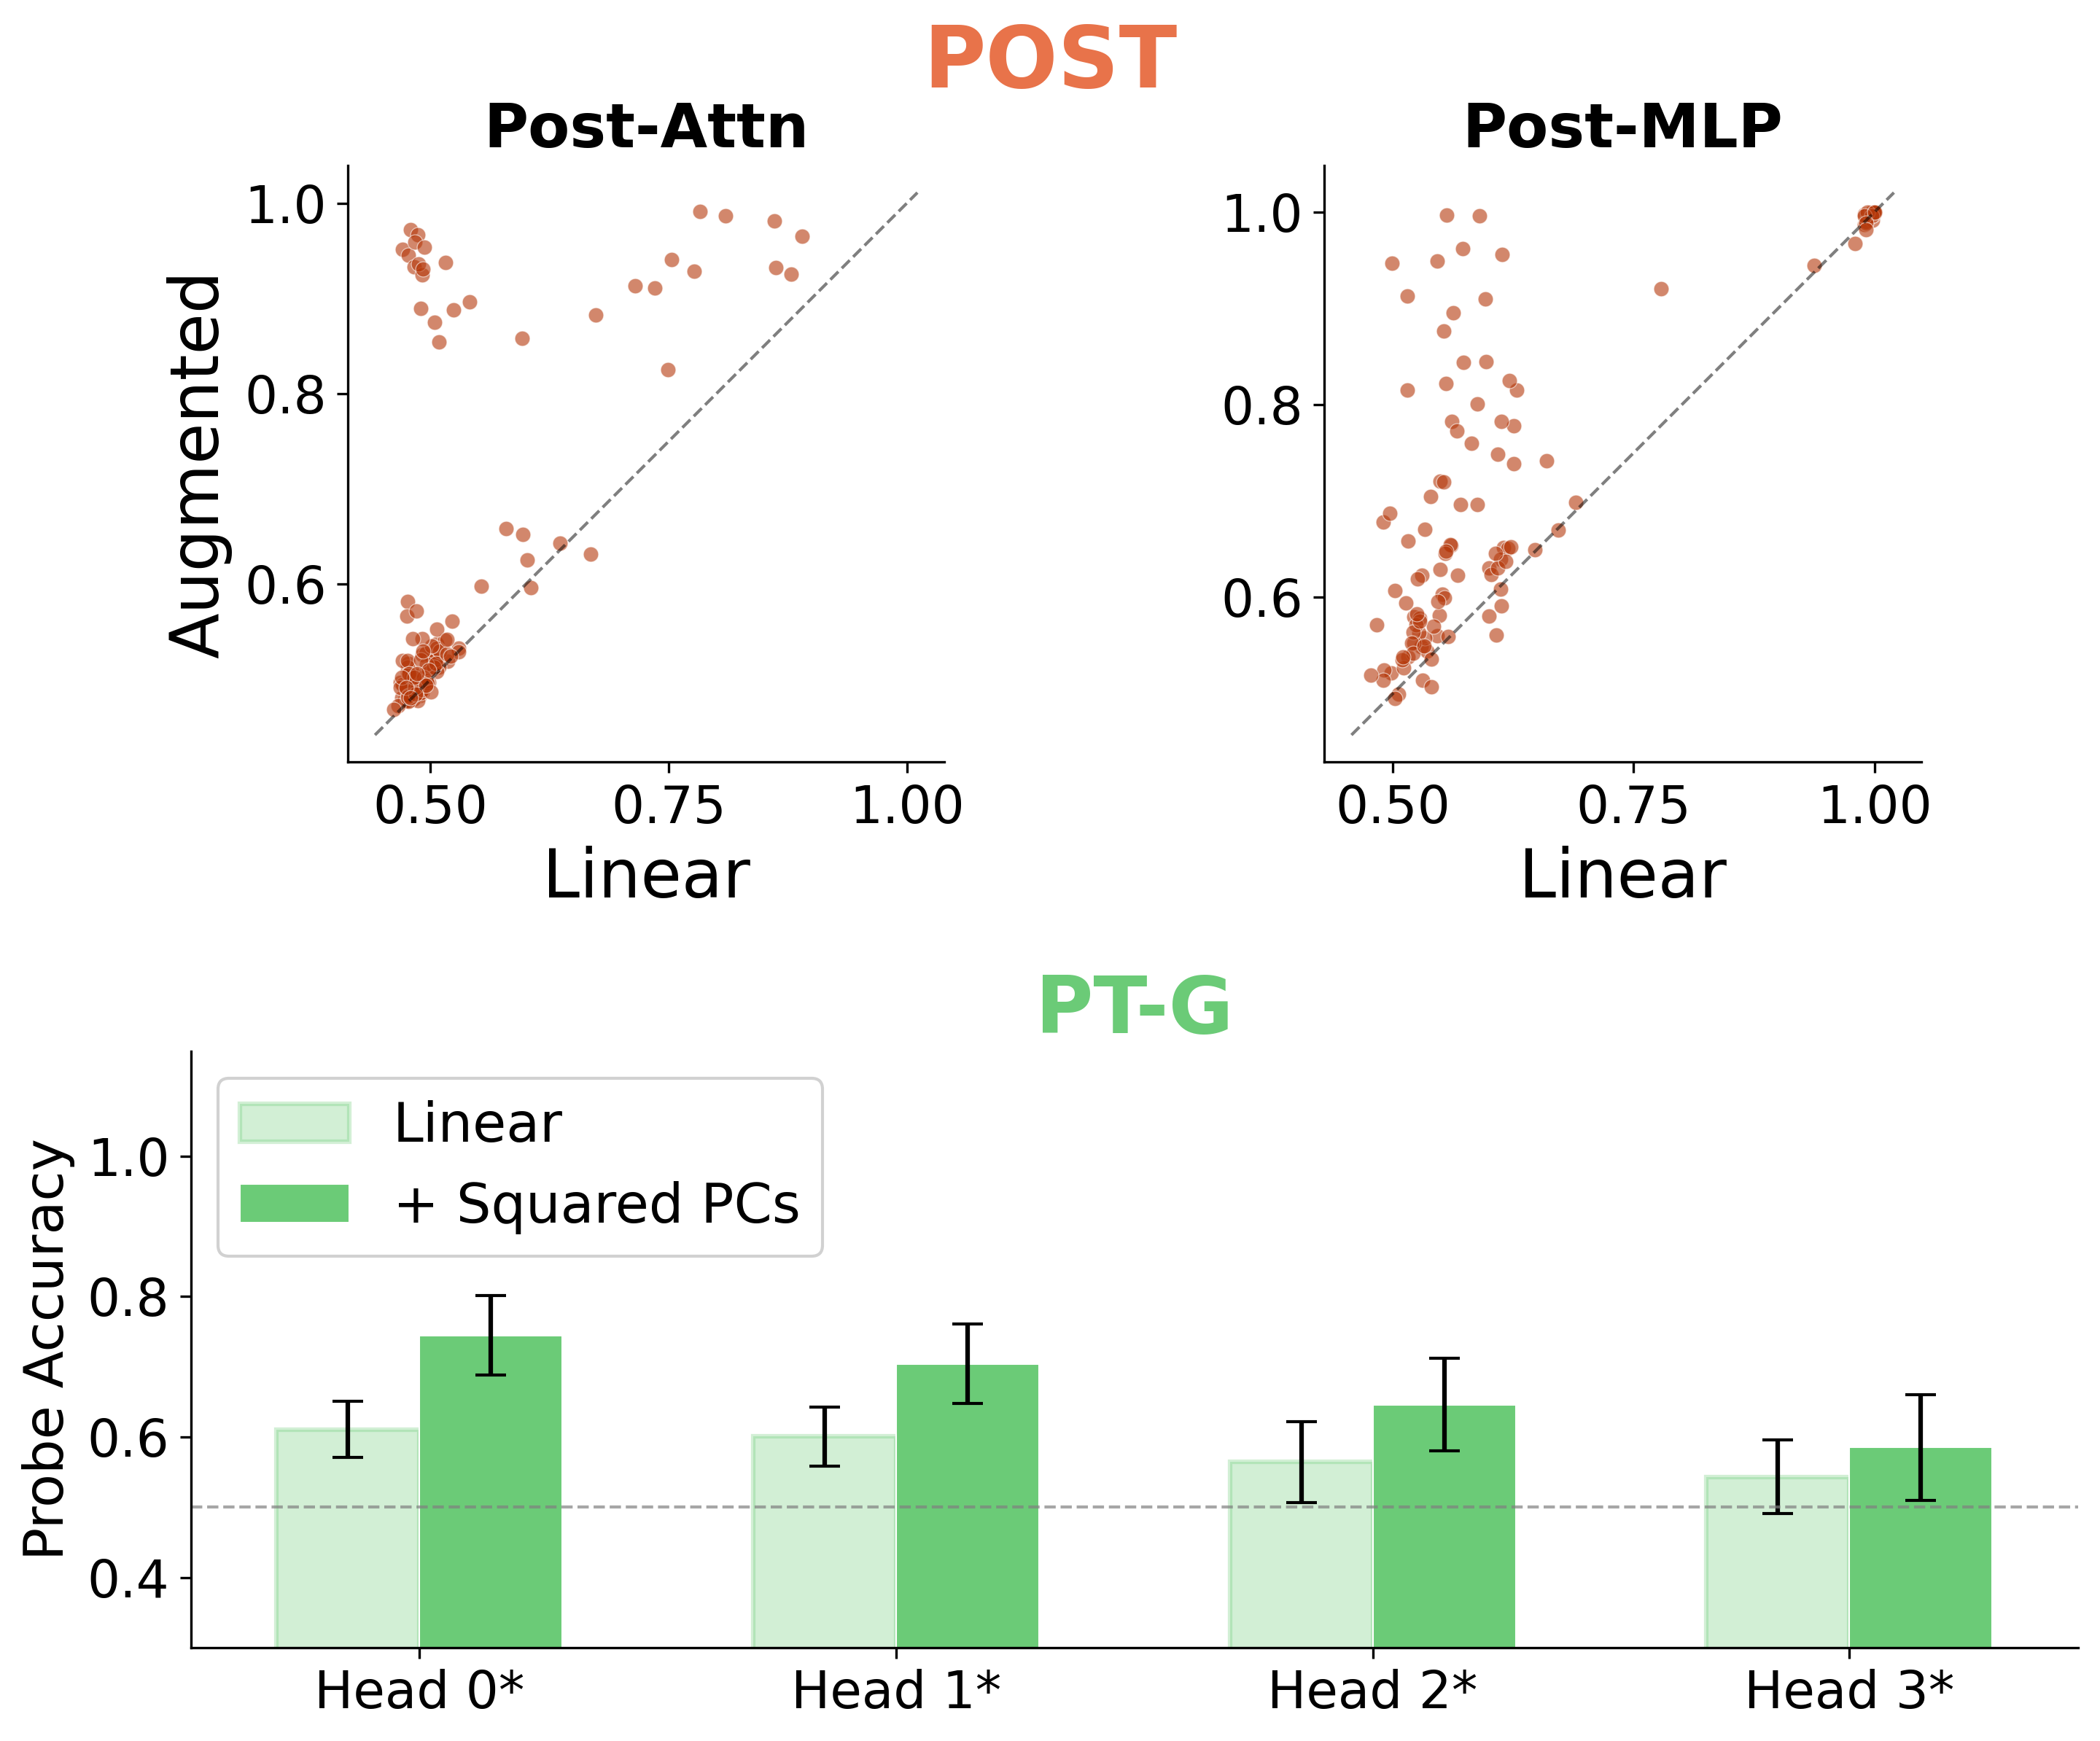 POST
Post-Attn
Post-MLP
Augmented
1.0
0.8
0.6
0.50 0.75 1.00
Linear
1.0
0.8
0.6
0.50 0.75 1.00
Linear
PT-G
Probe Accuracy
1.0
0.8
0.6
0.4
Linear
+ Squared PCs
Head 0* Head 1* Head 2* Head 3*